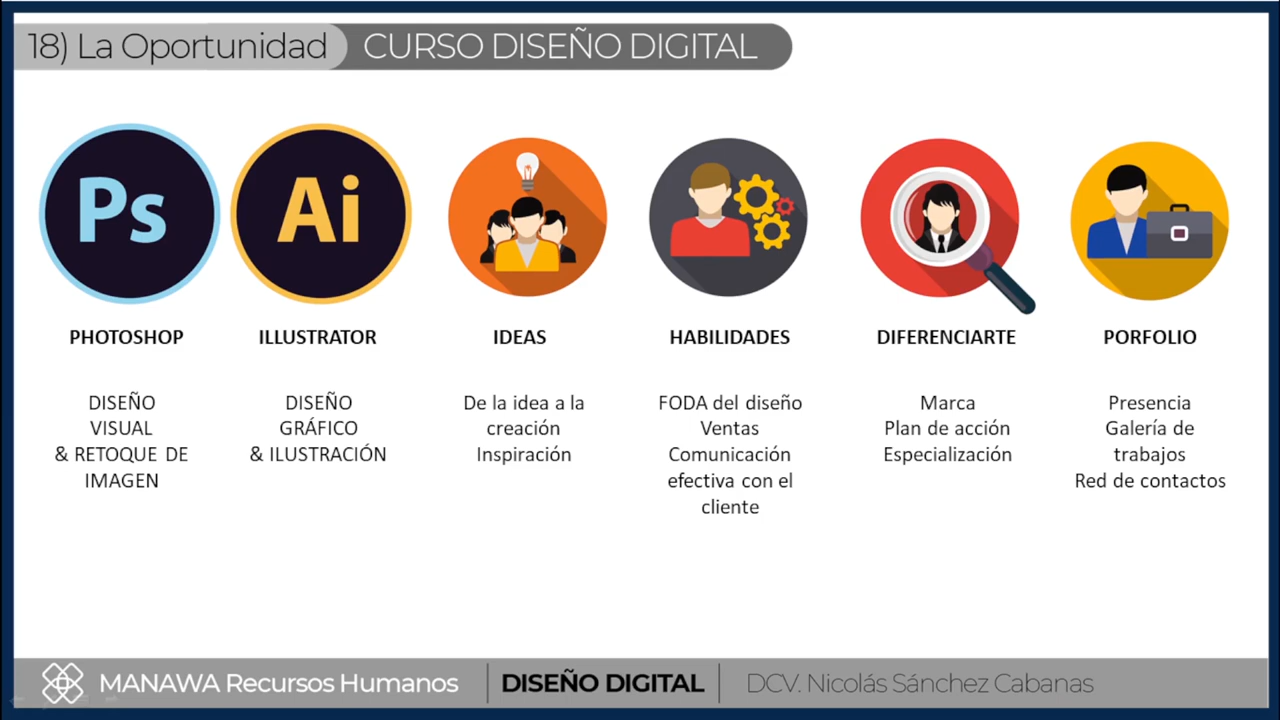 18) La Oportunidad CURSO DISEÑO DIGITAL
Ps
Ai
PHOTOSHOP
DISEÑO
VISUAL
& RETOQUE DE
IMAGEN
ILLUSTRATOR
DISEÑO
GRÁFICO
& ILUSTRACIÓN
IDEAS
De la idea a la
creación
Inspiración
HABILIDADES
FODA del diseño
Ventas
Comunicación
efectiva con el
cliente
DIFERENCIARTE
Marca
Plan de acción
Especialización
PORFOLIO
Presencia
Galería de
trabajos
Red de contactos
MANAWA Recursos Humanos
DISEÑO DIGITAL
DCV. Nicolás Sánchez Cabanas